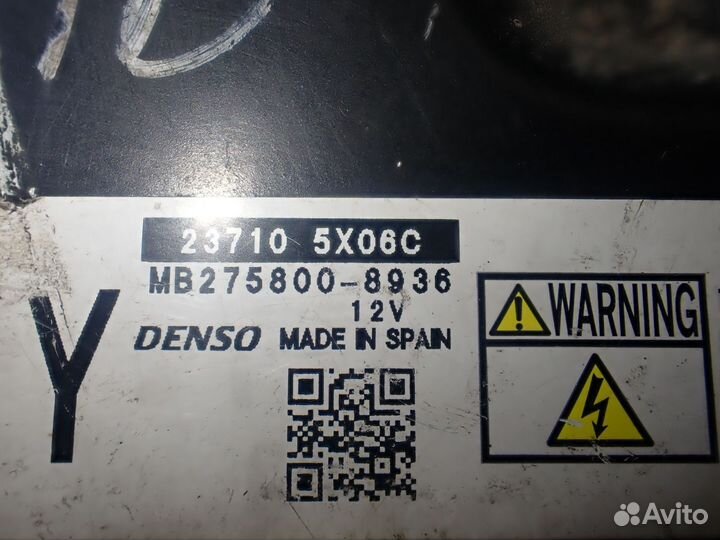 23710 5X06C
MB275800-8936
12V
DENSO MADE IN SPAIN
Y
WARNING
Avito